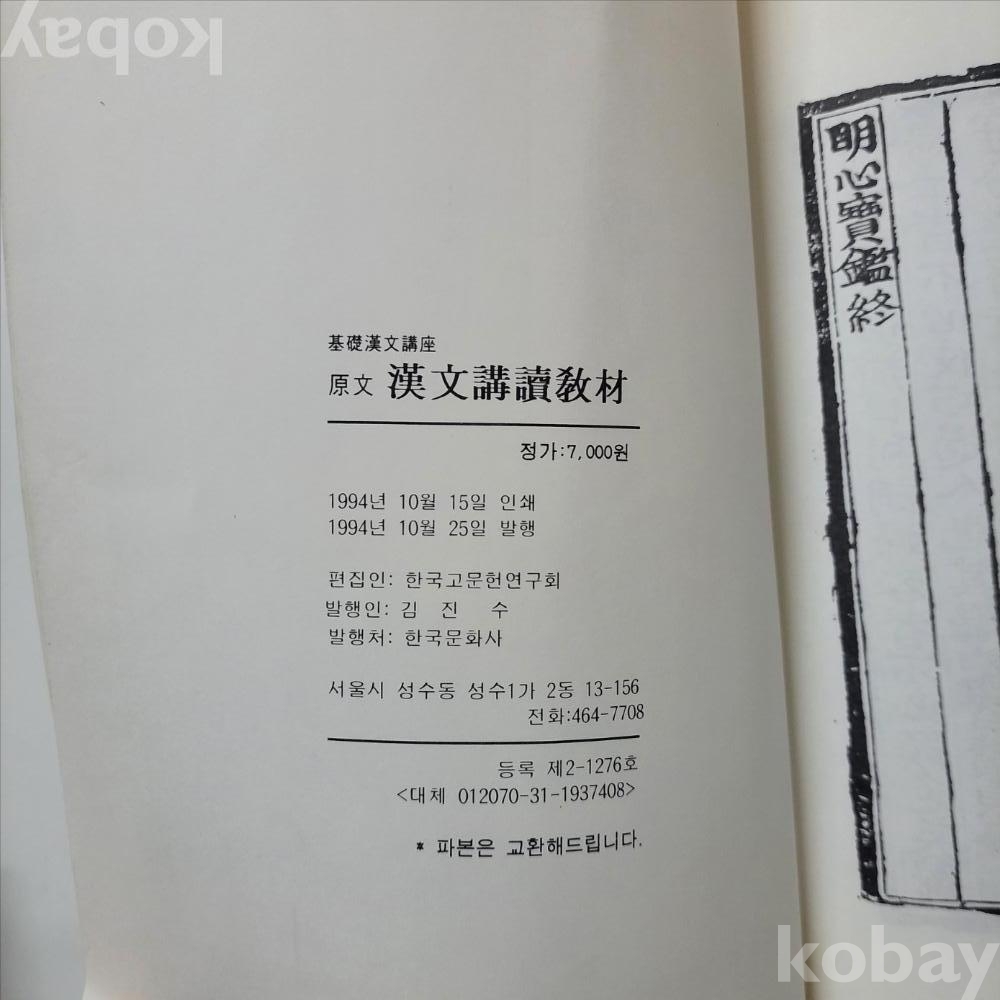 kobay
基礎漢文講座
原文 漢文講讀敎材
정가:7,000원
1994년 10월 15일 인쇄
1994년 10월 25일 발행
편집인: 한국고문헌연구회
발행인: 김 진 수
발행처: 한국문화사
서울시 성수동 성수1가 2동 13-156
전화:464-7708
등록 제2-1276호
<대체 012070-31-1937408>
* 파본은 교환해드립니다.
明心寶鑑終
kobay